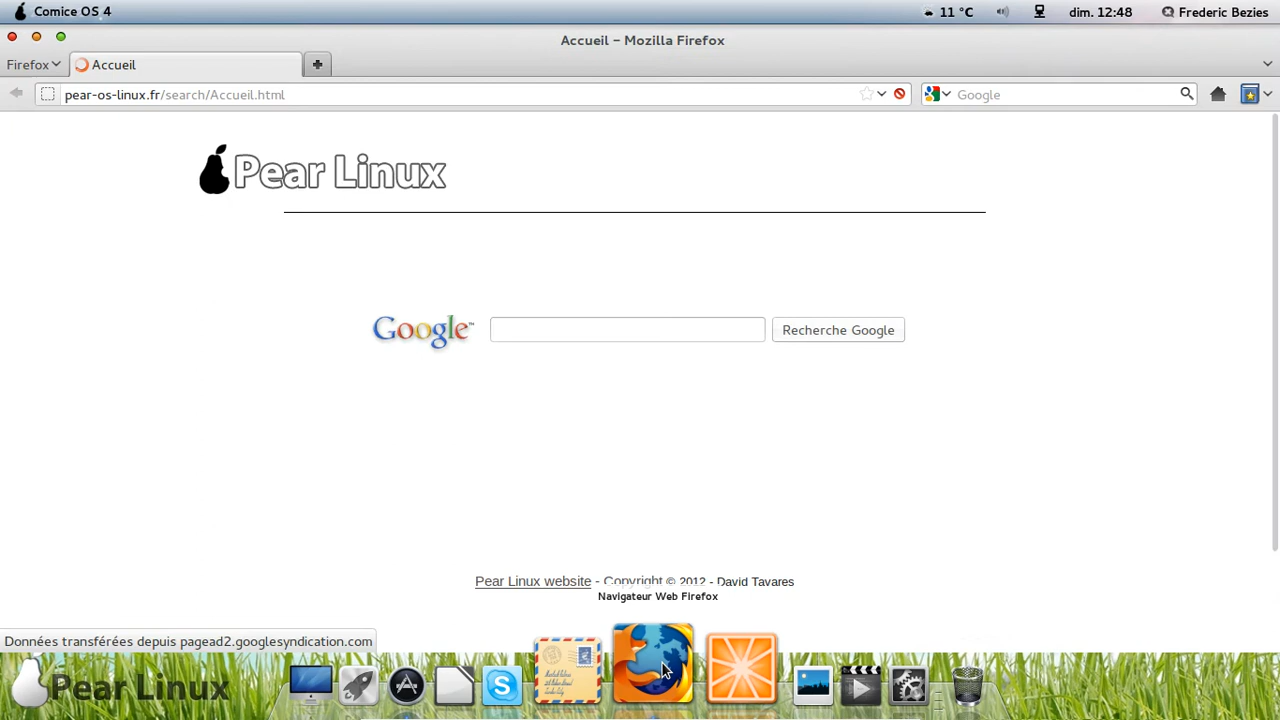 Comice OS 4
11 °C
dim. 12:48
Frederic Bezies
Accueil - Mozilla Firefox
Firefox
Accueil
pear-os-linux.fr/search/Accueil.html
Google
Pear Linux
Google™
Recherche Google
Pear Linux website - Copyright © 2012 - David Tavares
Navigateur Web Firefox
Données transférées depuis pagead2.googlesyndication.com
Pear Linux